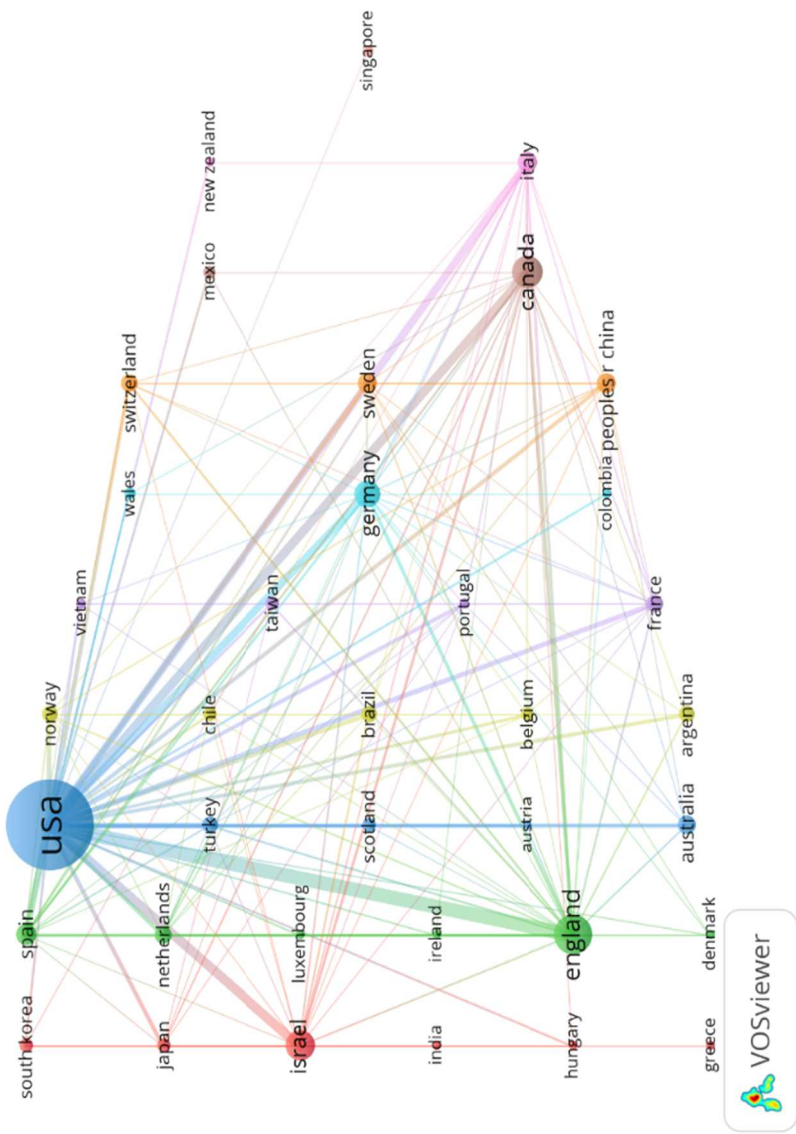 singapore
new zealand
italy
mexico
canada
switzerland
sweden
peoples r china
wales
germany
colombia
vietnam
taiwan
portugal
france
norway
chile
brazil
belgium
argentina
usa
turkey
scotland
austria
australia
spain
netherlands
luxembourg
ireland
england
denmark
south korea
japan
israel
india
hungary
greece
VOSviewer